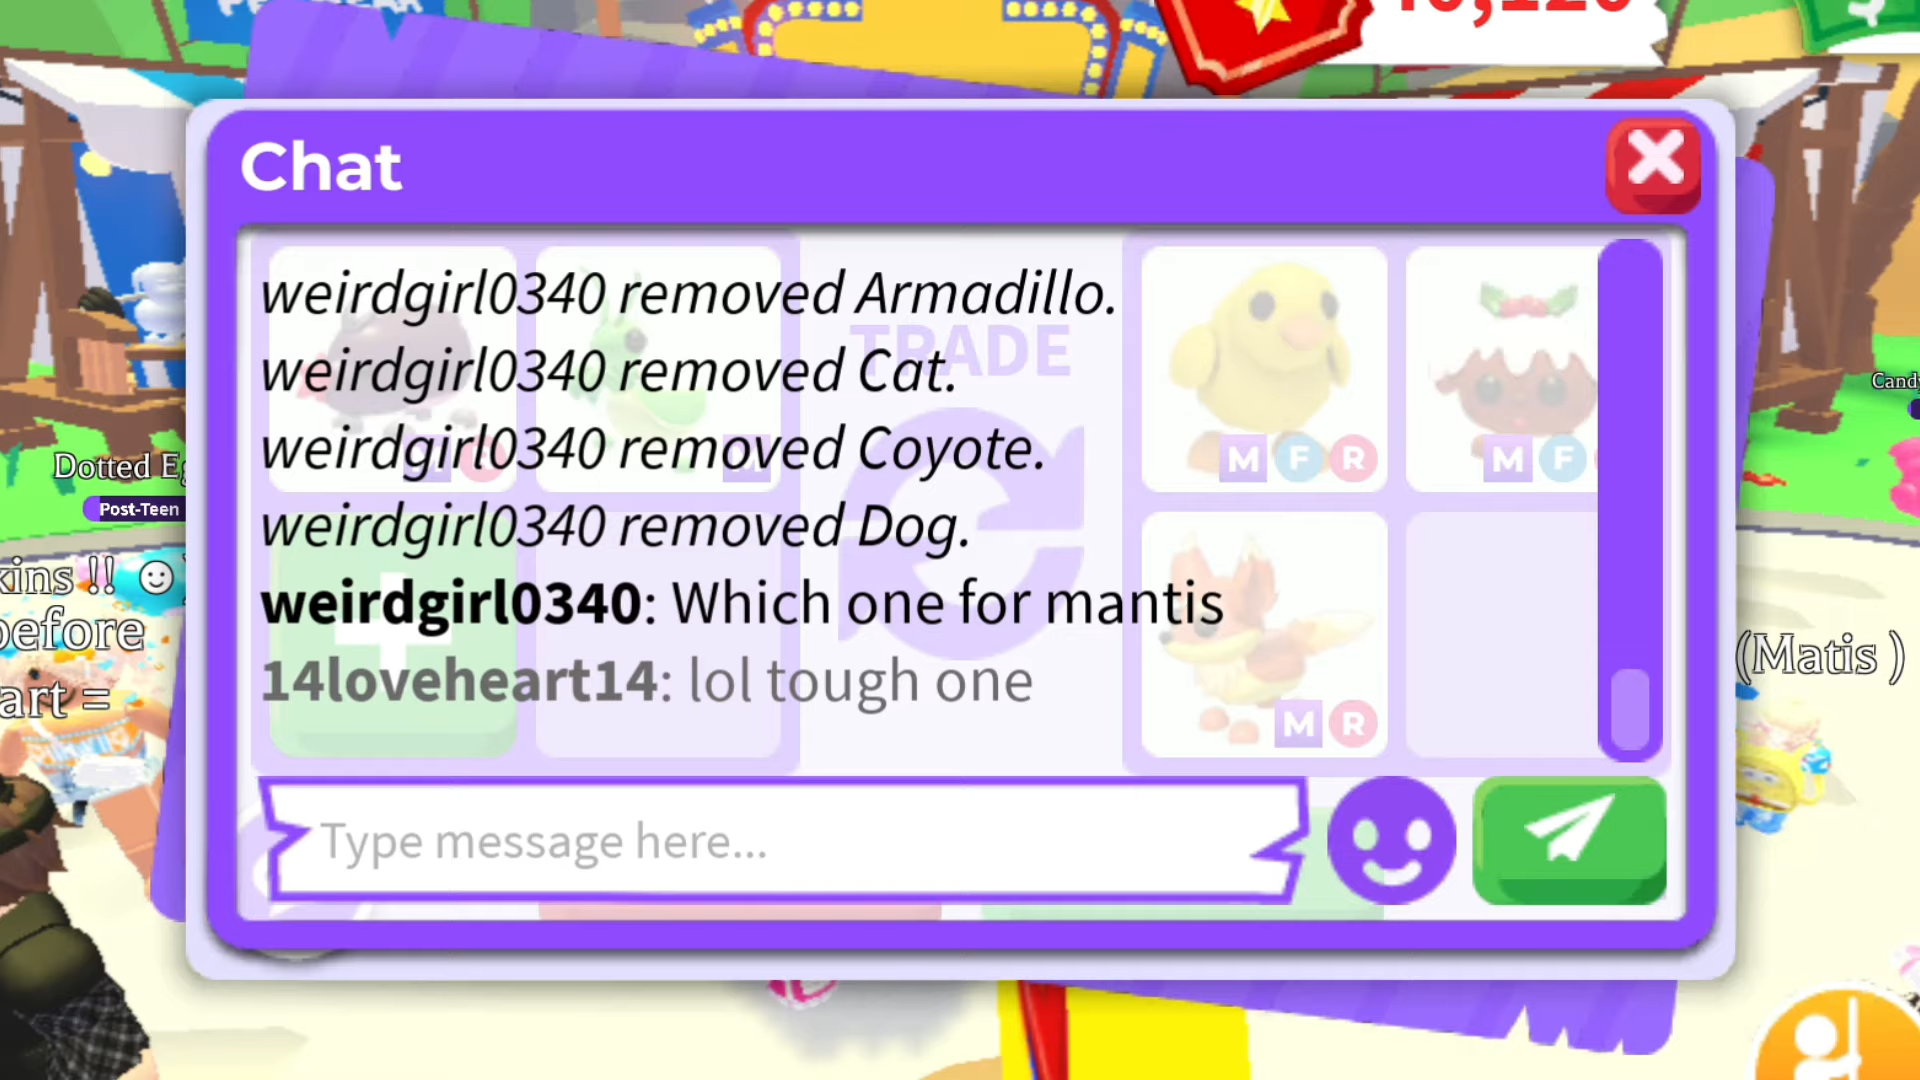 Chat
weirdgirl0340 removed Armadillo.
weirdgirl0340 removed Cat.
weirdgirl0340 removed Coyote.
weirdgirl0340 removed Dog.
weirdgirl0340: Which one for mantis
14loveheart14: lol tough one
Type message here...
TRADE
M F R
M F
M R
Dotted
Post-Teen
!! ☺
before
=
(Matis )